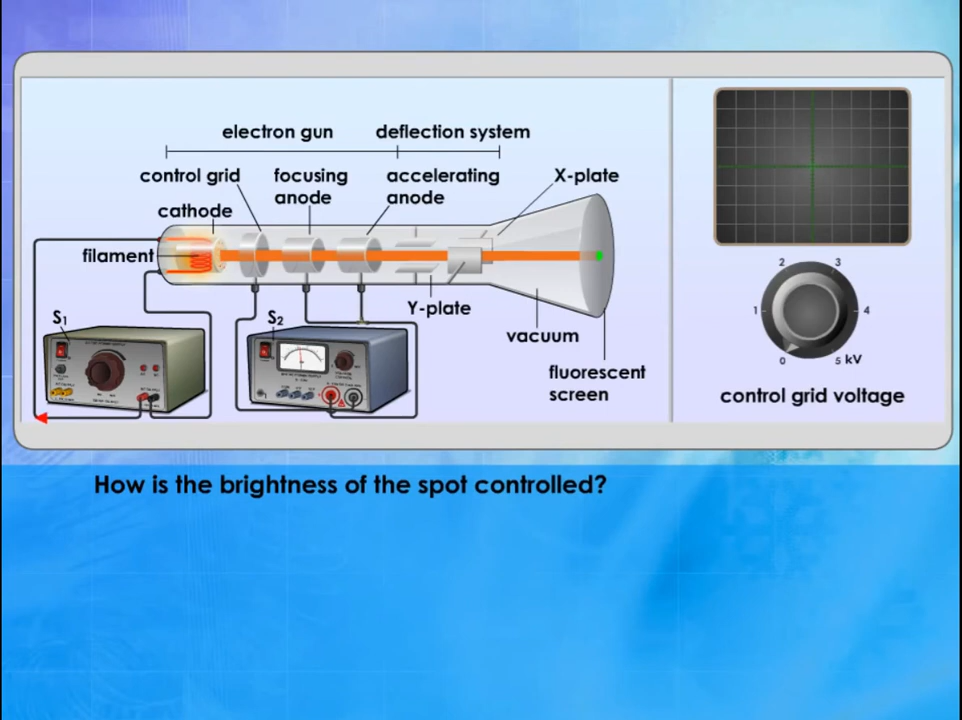 electron gun
deflection system
control grid
focusing
anode
accelerating
anode
X-plate
cathode
filament
Y-plate
S1
S2
vacuum
fluorescent
screen
2
3
1
4
0
5 kV
control grid voltage
How is the brightness of the spot controlled?